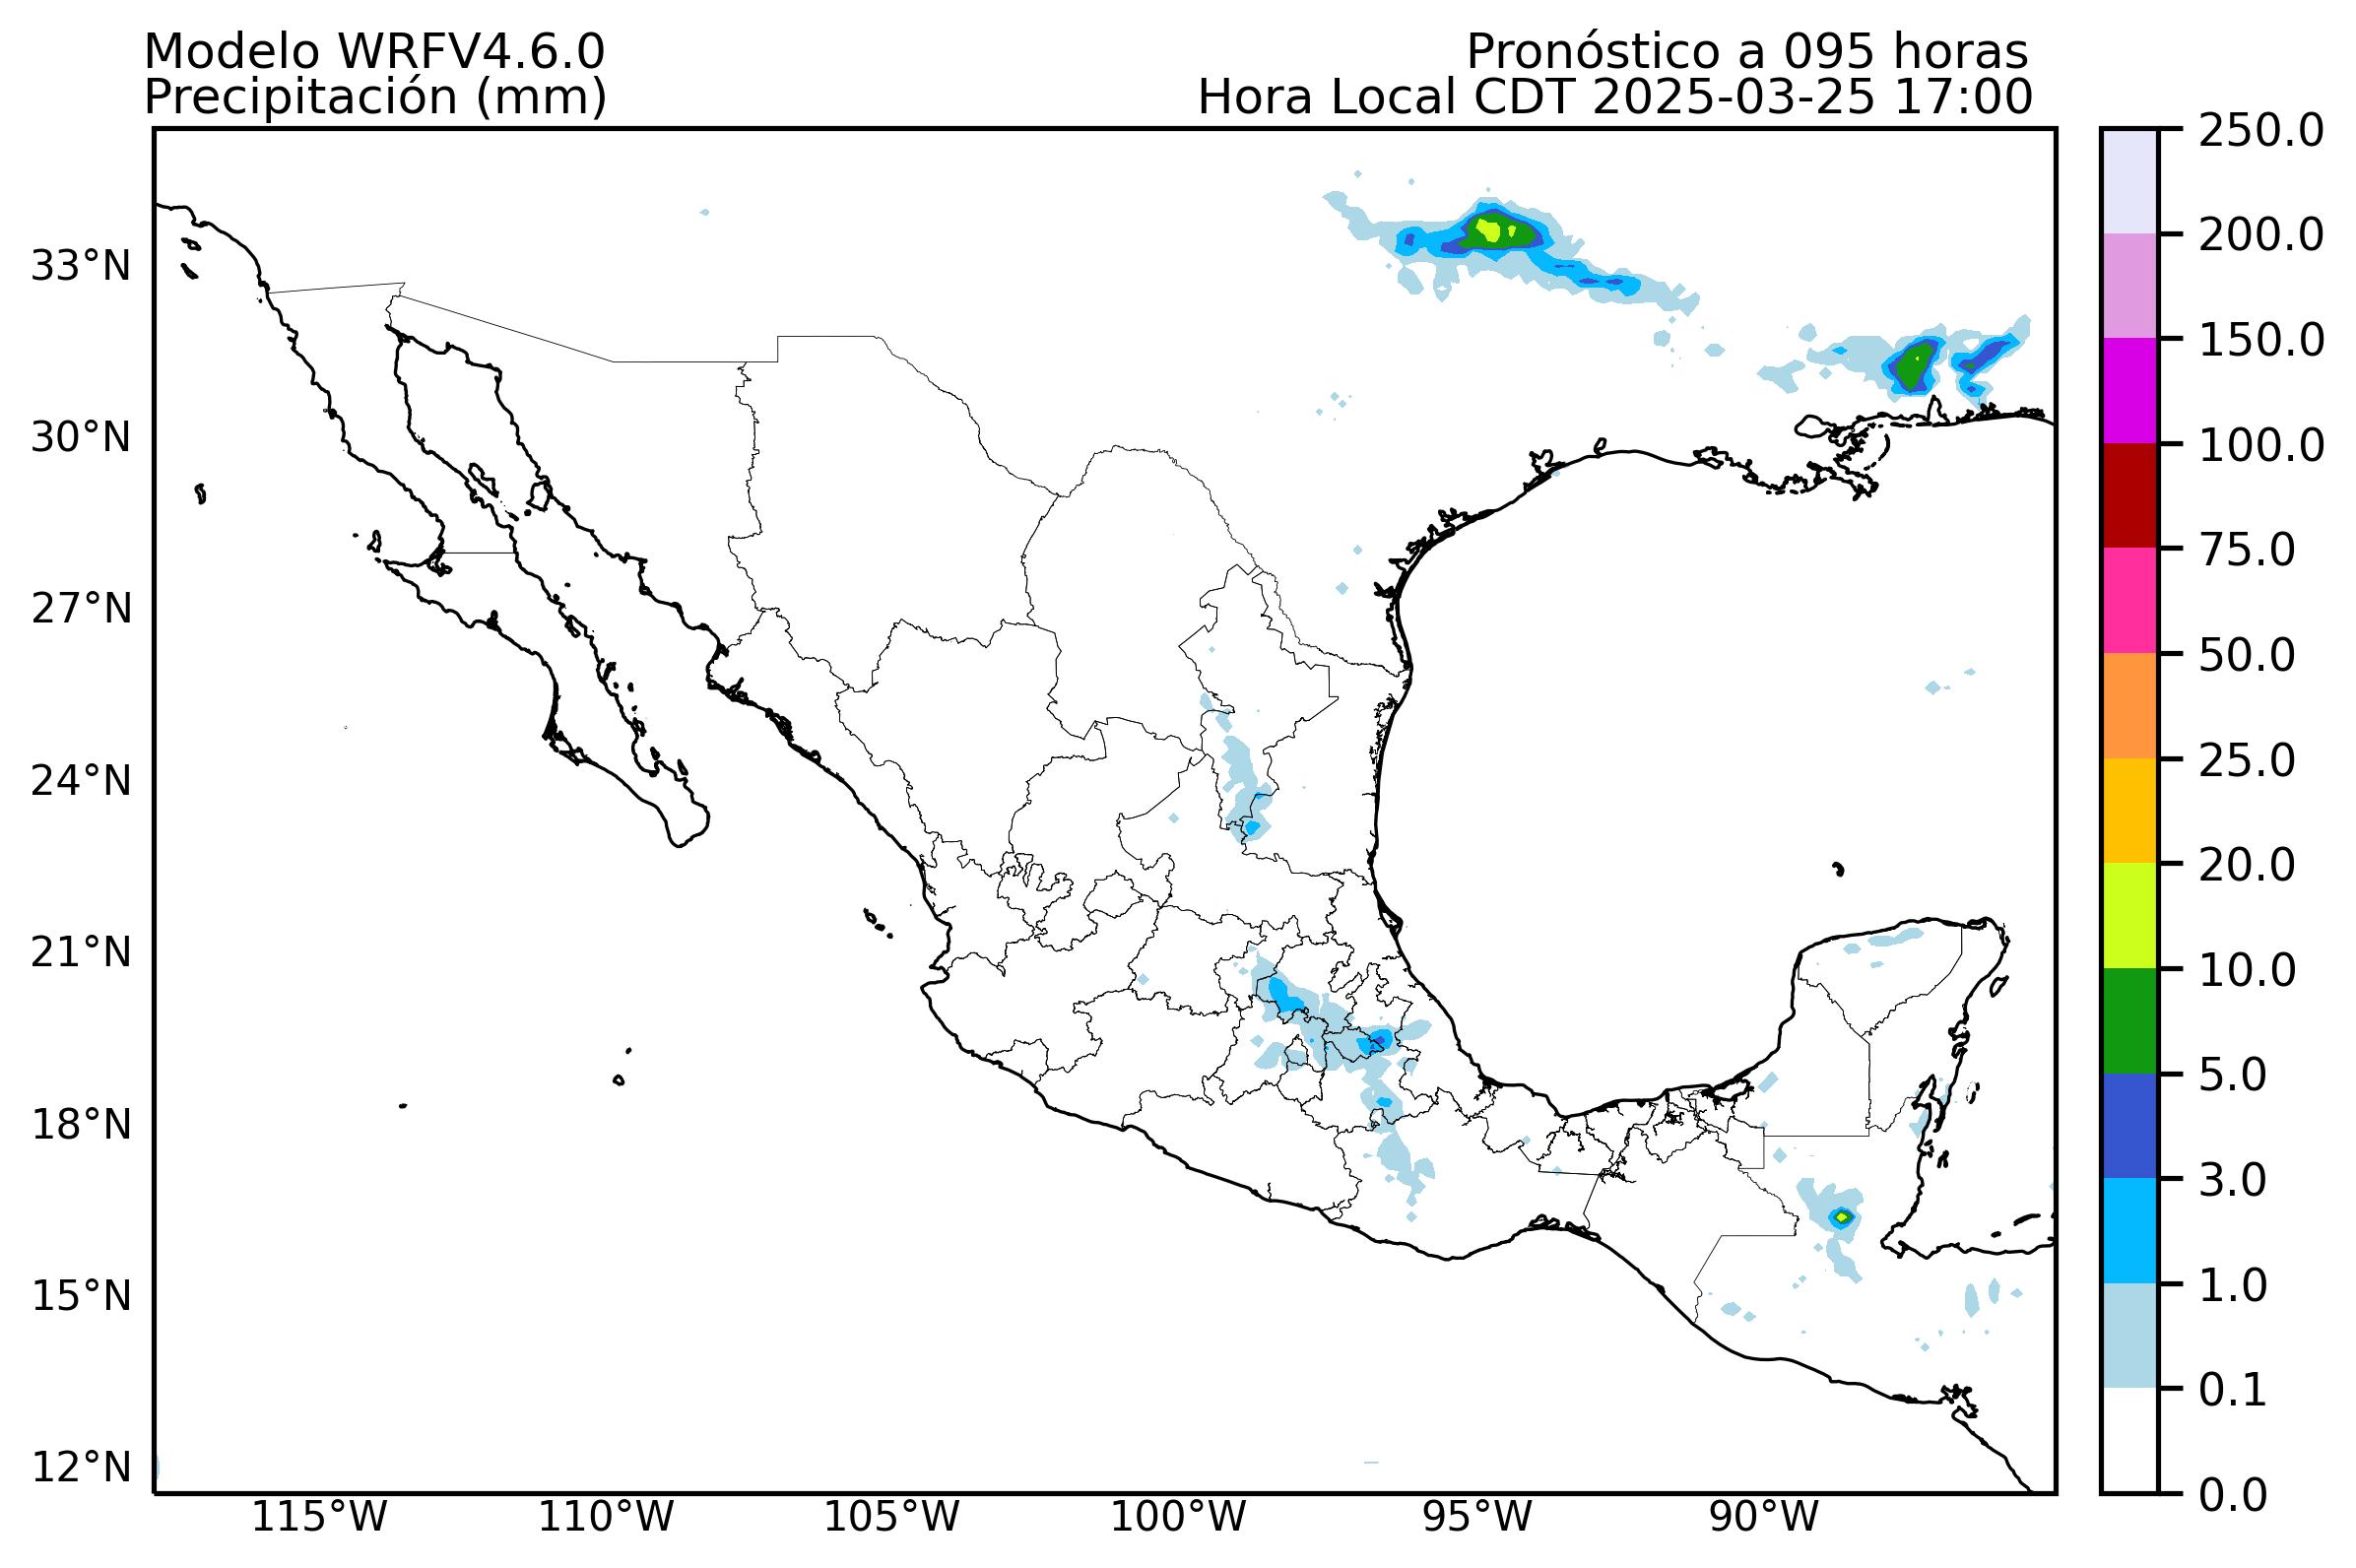 Modelo WRFV4.6.0
Precipitación (mm)
Pronóstico a 095 horas
Hora Local CDT 2025-03-25 17:00
33°N
30°N
27°N
24°N
21°N
18°N
15°N
12°N
115°W
110°W
105°W
100°W
95°W
90°W
250.0
200.0
150.0
100.0
75.0
50.0
25.0
20.0
10.0
5.0
3.0
1.0
0.1
0.0